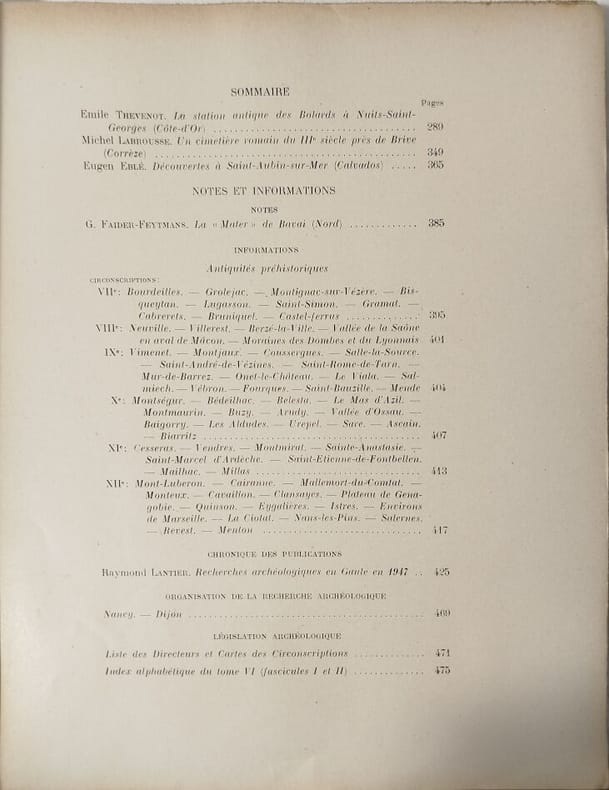 SOMMAIRE
Pages
Emile THEVENOT. La station antique des Bolards à Nuits-Saint-
Georges (Côte-d'Or) .................................... 289
Michel LABROUSSE. Un cimetière romain du IIIe siècle près de Brive
(Corrèze) .............................................. 349
Eugen EBLÉ. Découvertes à Saint-Aubin-sur-Mer (Calvados) ..... 365
NOTES ET INFORMATIONS
NOTES
G. FAIDER-FEYTMANS. La « Mater » de Bavai (Nord) ............. 385
INFORMATIONS
Antiquités préhistoriques
CIRCONSCRIPTIONS :
VIIe : Bourdeilles. — Grolejac. — Montignac-sur-Vézère. — Bis-
queytan. — Lugasson. — Saint-Simon. — Gramat. —
Cabrerets. — Bruniquel. — Castel-ferrus .............. 395
VIIIe : Neuville. — Villerest. — Berzé-la-Ville. — Vallée de la Saône
en aval de Mâcon. — Moraines des Dombes et du Lyonnais 401
IXe : Vimenet. — Montjaux. — Coussergues. — Salle-la-Source.
— Saint-André-de-Vézines. — Saint-Rome-de-Tarn. —
Mur-de-Barrez. — Onet-le-Château. — Le Viala. — Sal-
miech. — Vébron. — Fourques. — Saint-Bauzille. — Mende 404
Xe : Montségur. — Bédeilhac. — Belesta. — Le Mas d'Azil. —
Montmaurin. — Buzy. — Arudy. — Vallée d'Ossau. —
Baigorry. — Les Aldudes. — Urepel. — Sare. — Ascain.
— Biarritz .......................................... 407
XIe : Cesseras. — Vendres. — Montmirat. — Sainte-Anastasie. —
Saint-Marcel d'Ardèche. — Saint-Etienne-de-Fontbellen.
— Mailhac. — Millas ................................. 413
XIIe : Mont-Luberon. — Cairanne. — Mallemort-du-Comtat. —
Monteux. — Cavaillon. — Clansayes. — Plateau de Gena-
gobie. — Quinson. — Eygalières. — Istres. — Environs
de Marseille. — La Ciotat. — Nans-les-Pins. — Salernes.
— Revest. — Menton ................................. 417
CHRONIQUE DES PUBLICATIONS
Raymond LANTIER. Recherches archéologiques en Gaule en 1947 .. 425
ORGANISATION DE LA RECHERCHE ARCHÉOLOGIQUE
Nancy. — Dijon .......................................... 469
LÉGISLATION ARCHÉOLOGIQUE
Liste des Directeurs et Cartes des Circonscriptions ............. 471
Index alphabétique du tome VI (fascicules I et II) ............. 475